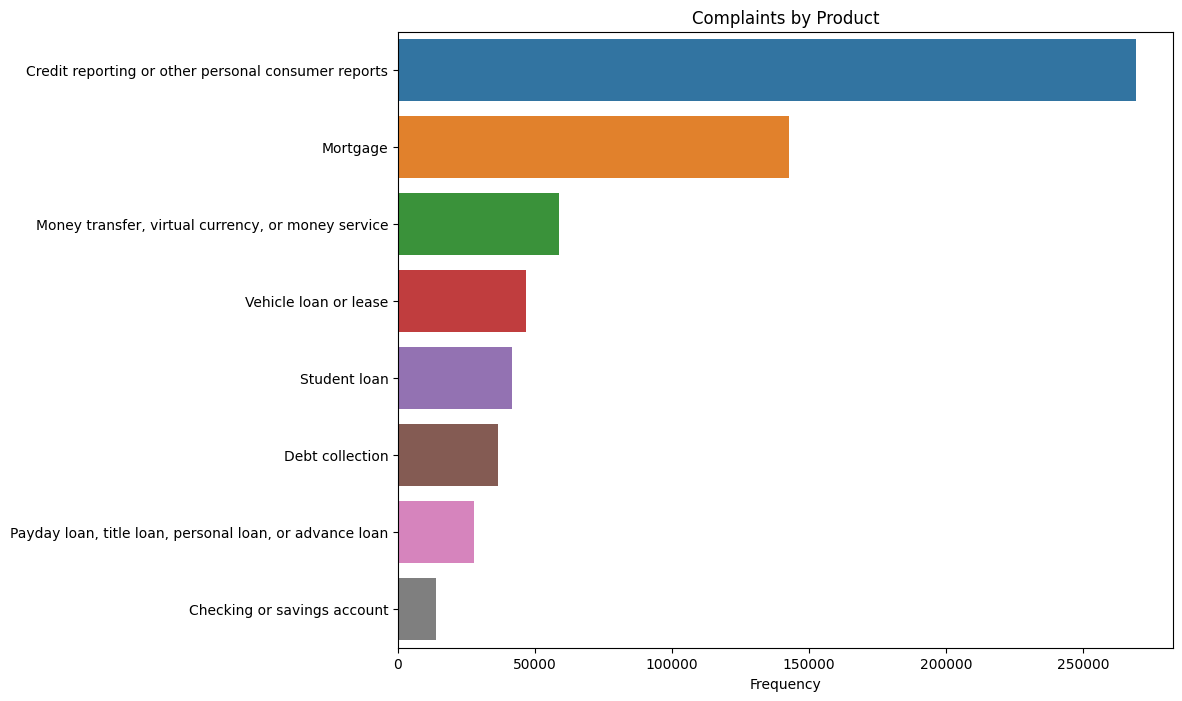 Complaints by Product
Credit reporting or other personal consumer reports
Mortgage
Money transfer, virtual currency, or money service
Vehicle loan or lease
Student loan
Debt collection
Payday loan, title loan, personal loan, or advance loan
Checking or savings account
0 50000 100000 150000 200000 250000
Frequency